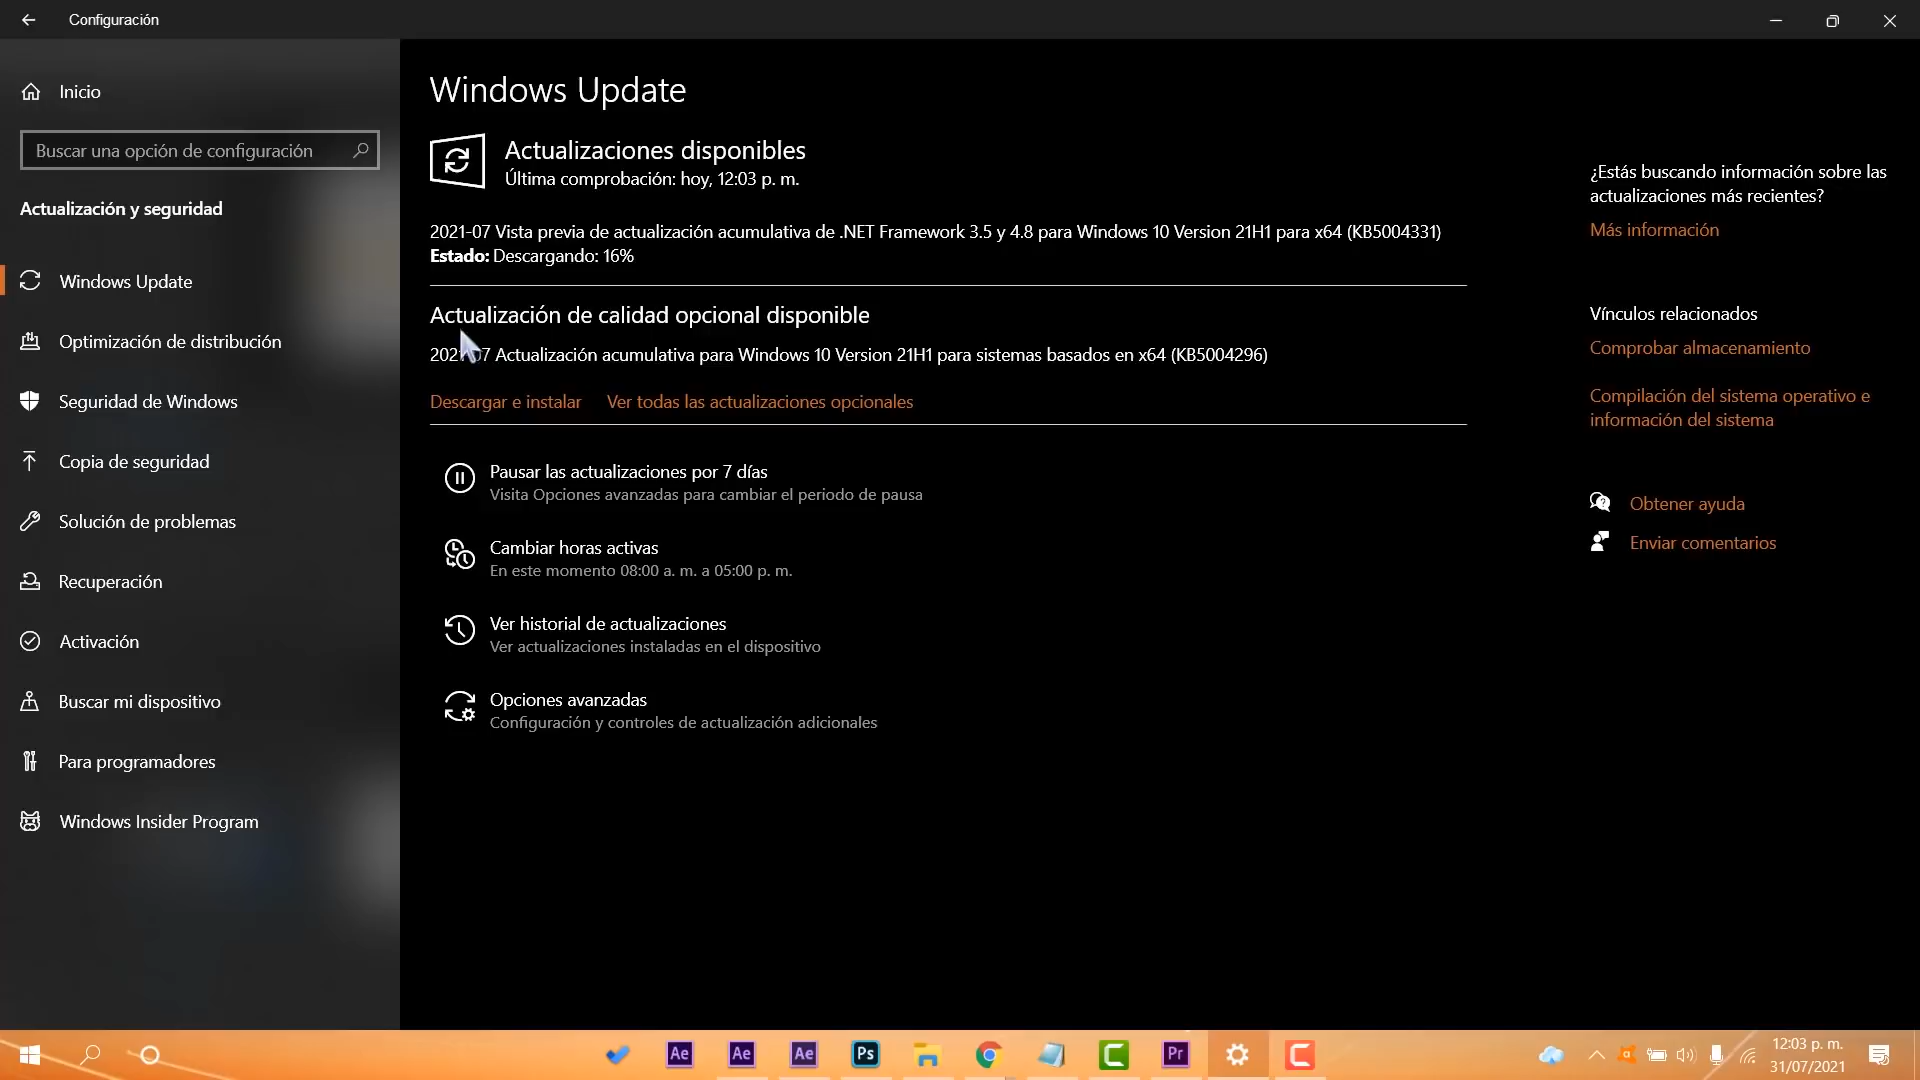 Configuración
Inicio
Buscar una opción de configuración
Actualización y seguridad
Windows Update
Optimización de distribución
Seguridad de Windows
Copia de seguridad
Solución de problemas
Recuperación
Activación
Buscar mi dispositivo
Para programadores
Windows Insider Program
Windows Update
Actualizaciones disponibles
Última comprobación: hoy, 12:03 p. m.
2021-07 Vista previa de actualización acumulativa de .NET Framework 3.5 y 4.8 para Windows 10 Version 21H1 para x64 (KB5004331)
Estado: Descargando: 16%
Actualización de calidad opcional disponible
2021-07 Actualización acumulativa para Windows 10 Version 21H1 para sistemas basados en x64 (KB5004296)
Descargar e instalar
Ver todas las actualizaciones opcionales
Pausar las actualizaciones por 7 días
Visita Opciones avanzadas para cambiar el periodo de pausa
Cambiar horas activas
En este momento 08:00 a. m. a 05:00 p. m.
Ver historial de actualizaciones
Ver actualizaciones instaladas en el dispositivo
Opciones avanzadas
Configuración y controles de actualización adicionales
¿Estás buscando información sobre las
actualizaciones más recientes?
Más información
Vínculos relacionados
Comprobar almacenamiento
Compilación del sistema operativo e
información del sistema
Obtener ayuda
Enviar comentarios
Ae
Ae
Ae
Ps
Pr
12:03 p. m.
31/07/2021